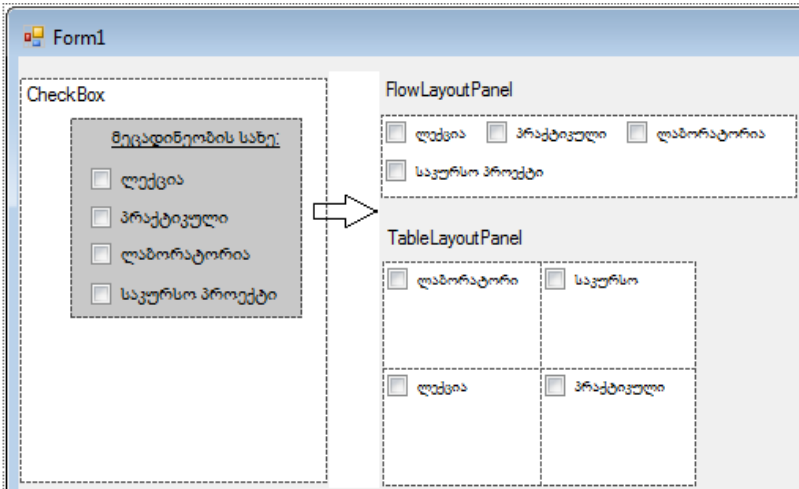 Form1
CheckBox
მეცადინეობის სახე:
ლექცია
პრაქტიკული
ლაბორატორია
საკურსო პროექტი
FlowLayoutPanel
ლექცია პრაქტიკული ლაბორატორია
საკურსო პროექტი
TableLayoutPanel
ლაბორატორი საკურსო
ლექცია პრაქტიკული